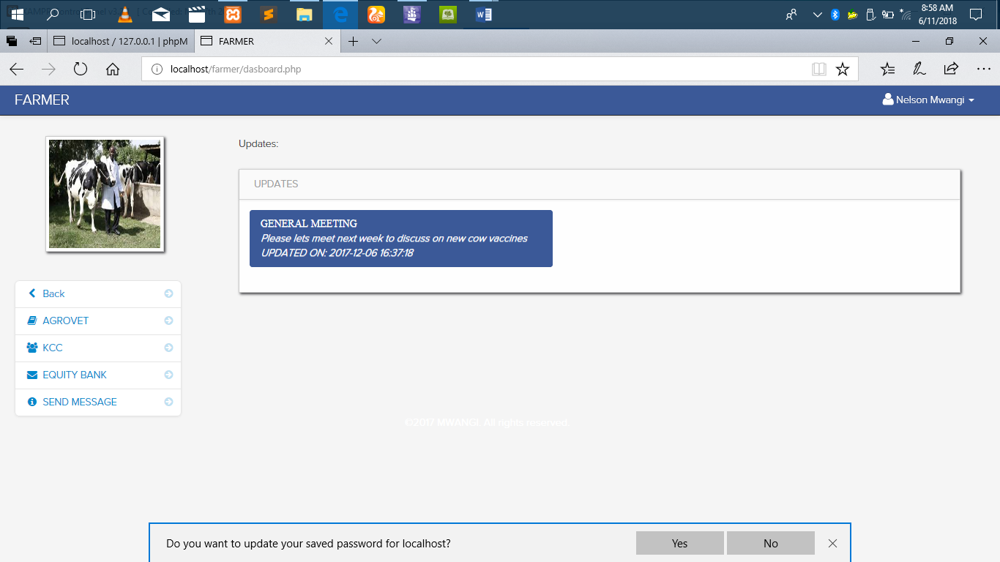 8:58 AM
6/11/2018
localhost / 127.0.0.1 | phpM
FARMER
localhost/farmer/dasboard.php
FARMER
Nelson Mwangi
Updates:
UPDATES
GENERAL MEETING
Please lets meet next week to discuss on new cow vaccines
UPDATED ON: 2017-12-06 16:37:18
Back
AGROVET
KCC
EQUITY BANK
SEND MESSAGE
©2017 MWANGI. All rights reserved.
Do you want to update your saved password for localhost?
Yes
No